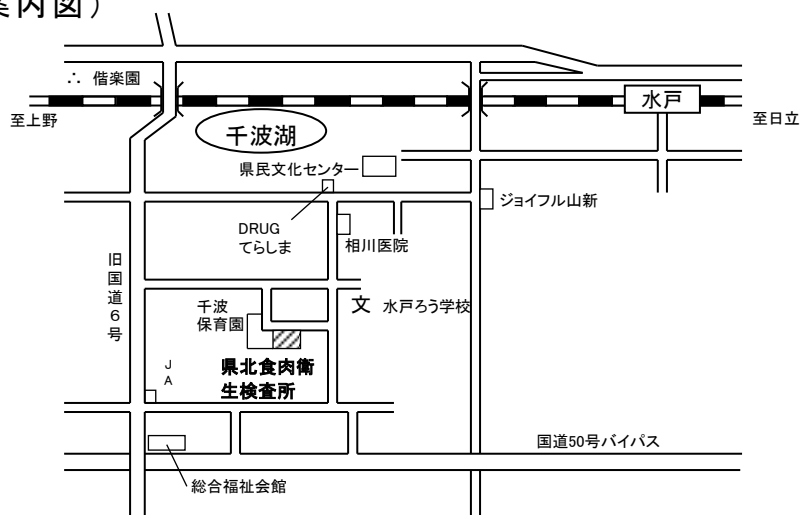 案内図）
∴ 偕楽園
水戸
至上野
至日立
千波湖
県民文化センター
ジョイフル山新
DRUG
てらしま
相川医院
旧
国
道
６
号
千波
保育園
文 水戸ろう学校
J
A
県北食肉衛
生検査所
国道50号バイパス
総合福祉会館